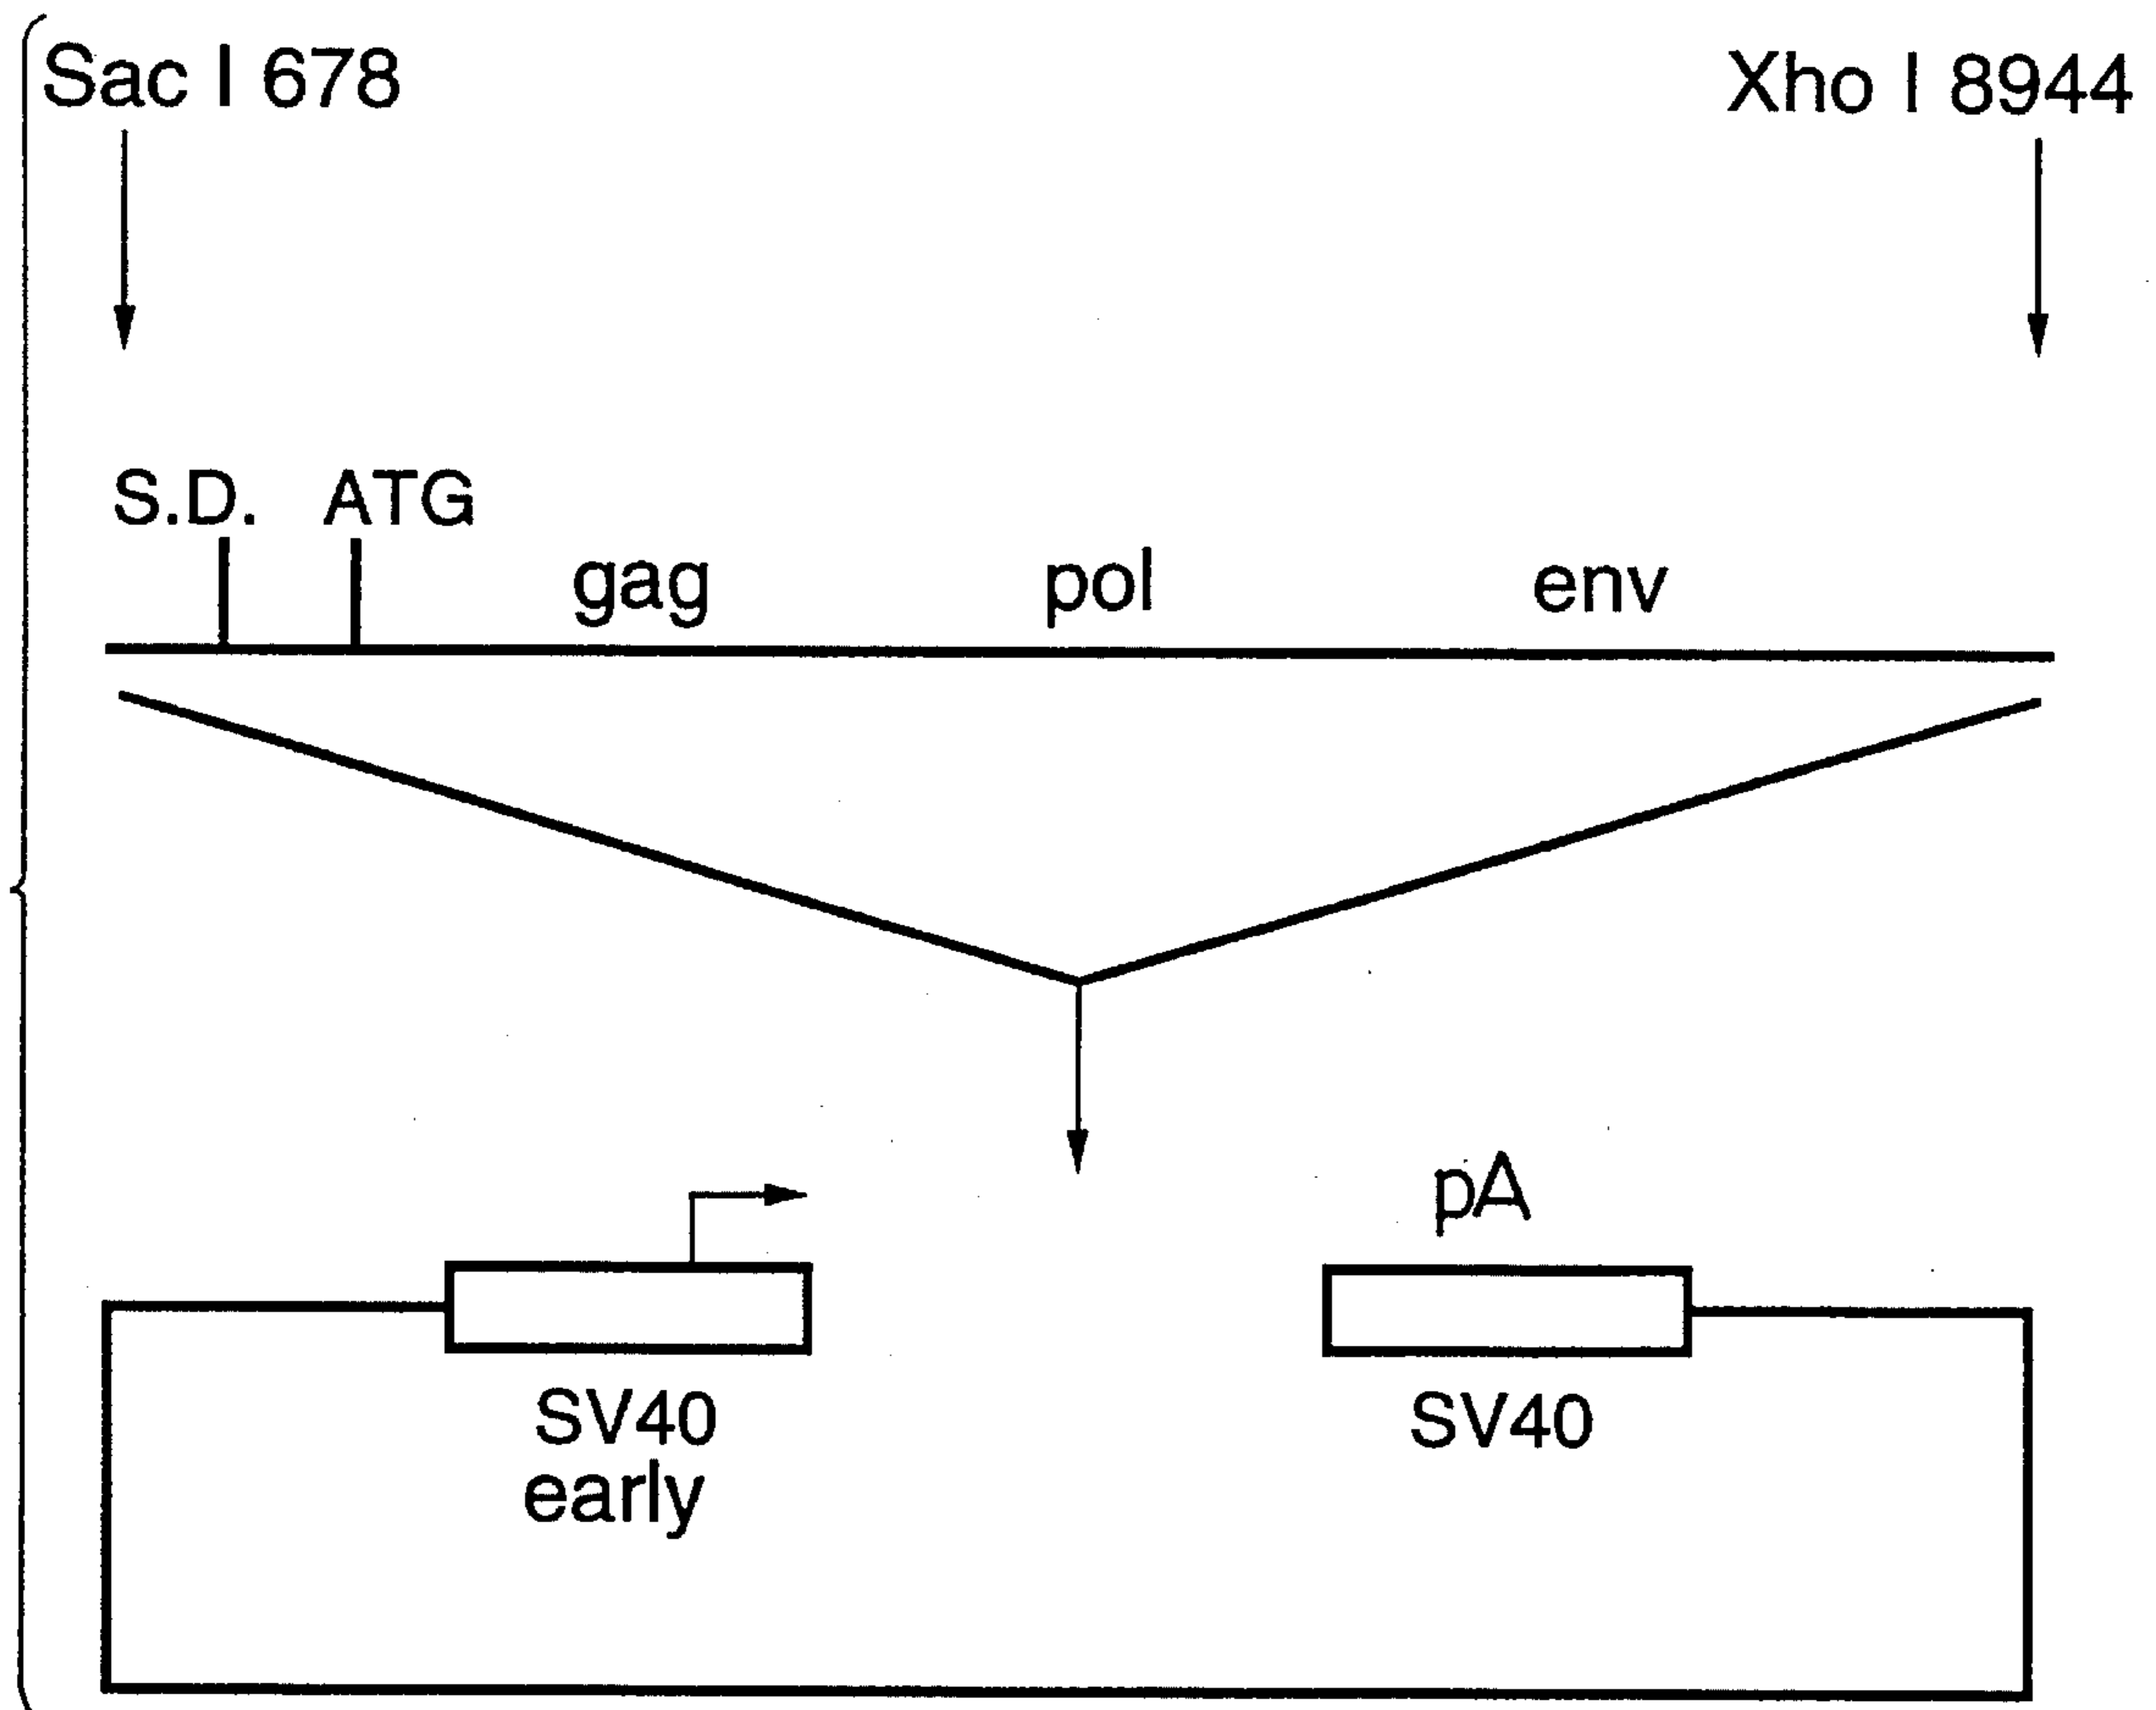 Sac I 678
Xho I 8944
S.D.
ATG
gag
pol
env
pA
SV40
early
SV40